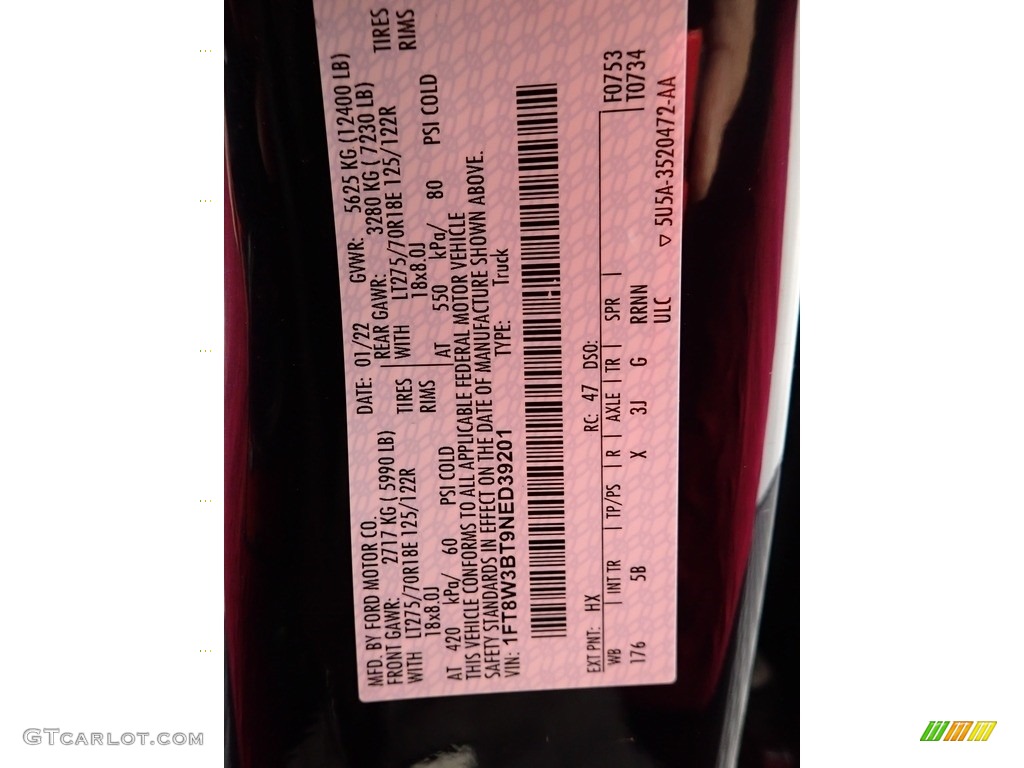 MFD. BY FORD MOTOR CO.
DATE: 01/22 GVWR: 5625 KG (12400 LB)
FRONT GAWR: 2717 KG ( 5990 LB)
REAR GAWR: 3280 KG ( 7230 LB)
WITH LT275/70R18E 125/122R TIRES
WITH LT275/70R18E 125/122R TIRES
18x8.0J RIMS
18x8.0J RIMS
AT 420 kPa/ 60 PSI COLD
AT 550 kPa/ 80 PSI COLD
THIS VEHICLE CONFORMS TO ALL APPLICABLE FEDERAL MOTOR VEHICLE
SAFETY STANDARDS IN EFFECT ON THE DATE OF MANUFACTURE SHOWN ABOVE.
VIN: 1FT8W3BT9NED39201 TYPE: Truck
EXT PNT: HX RC: 47 DSO: F0753
WB | INT TR | TP/PS | R | AXLE | TR | SPR | T0734
176 5B X 3J G RRNN
ULC ▽ 5U5A-3520472-AA
GTcarlot.com